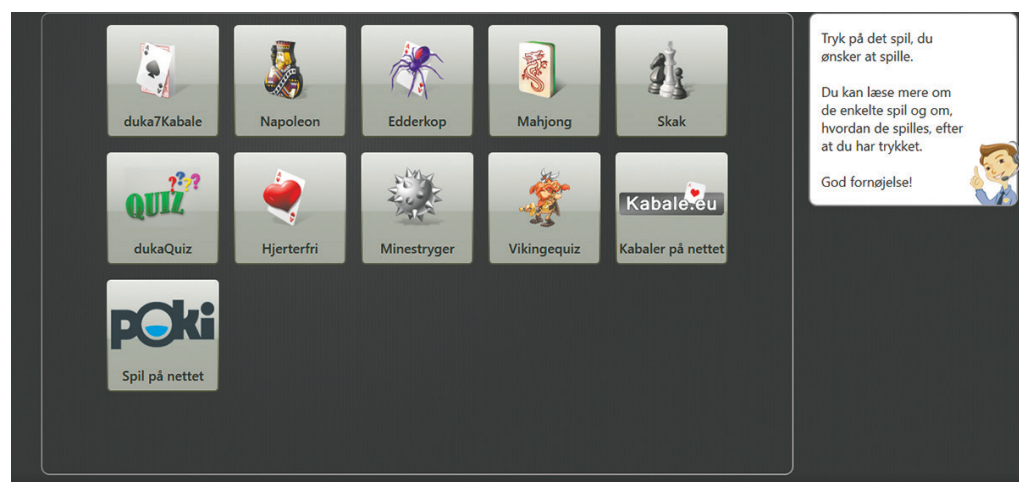 duka7Kabale
Napoleon
Edderkop
Mahjong
Skak
QUIZ???
dukaQuiz
Hjerterfri
Minestryger
Vikingequiz
Kabale.eu
Kabaler på nettet
poki
Spil på nettet
Tryk på det spil, du
ønsker at spille.
Du kan læse mere om
de enkelte spil og om,
hvordan de spilles, efter
at du har trykket.
God fornøjelse!